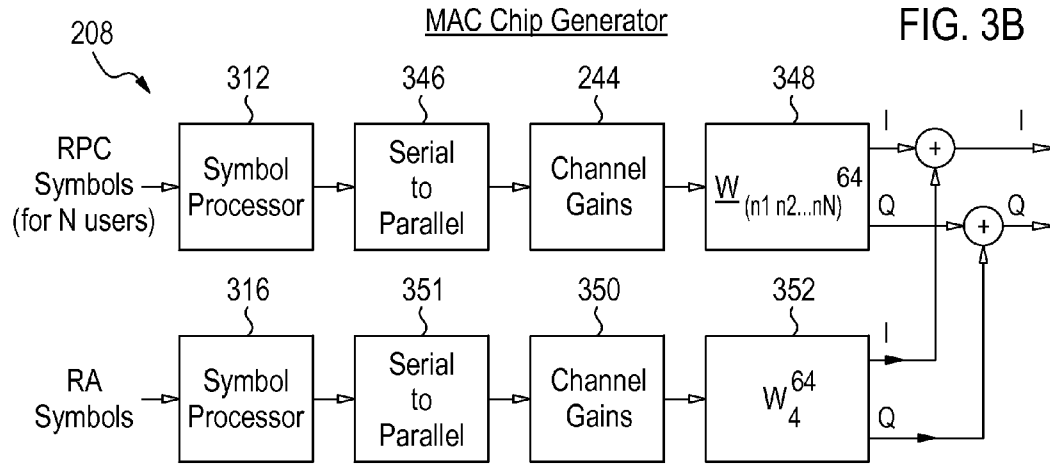 MAC Chip Generator
FIG. 3B
208
312
346
244
348
RPC
Symbols
(for N users)
Symbol
Processor
Serial
to
Parallel
Channel
Gains
W (n1 n2...nN) 64
I
Q
+
+
I
Q
316
351
350
352
RA
Symbols
Symbol
Processor
Serial
to
Parallel
Channel
Gains
W 64 4
I
Q